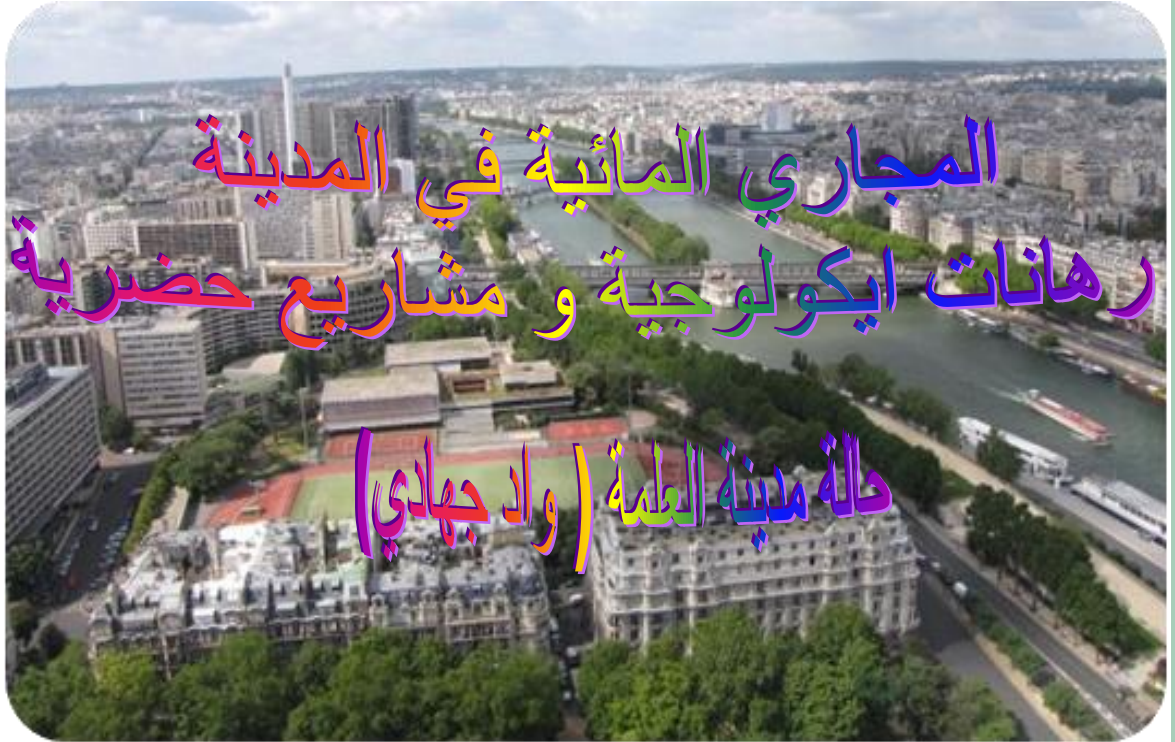 المجاري المائية في المدينة
رهانات ايكولوجية و مشاريع حضرية
حالة مدينة العلمة ( واد جهادي)